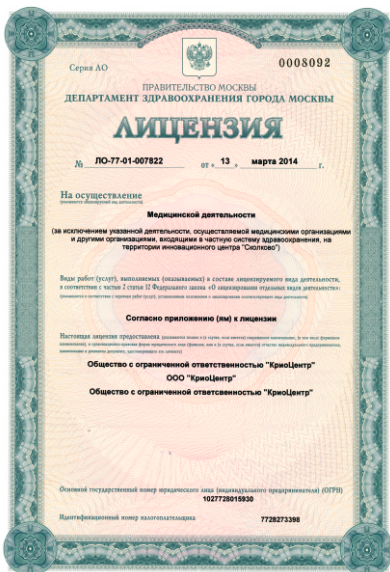 Серия ЛО
0008092
ПРАВИТЕЛЬСТВО МОСКВЫ
ДЕПАРТАМЕНТ ЗДРАВООХРАНЕНИЯ ГОРОДА МОСКВЫ
ЛИЦЕНЗИЯ
№ ЛО-77-01-007822 от « 13 » марта 2014 г.
На осуществление
Медицинской деятельности
(за исключением указанной деятельности, осуществляемой медицинскими организациями
и другими организациями, входящими в частную систему здравоохранения, на
территории инновационного центра "Сколково")
Виды работ (услуг), выполняемых (оказываемых) в составе лицензируемого вида деятельности,
в соответствии с частью 2 статьи 12 Федерального закона «О лицензировании отдельных видов деятельности»:
Согласно приложению (ям) к лицензии
Настоящая лицензия предоставлена
Общество с ограниченной ответственностью "КриоЦентр"
ООО "КриоЦентр"
Общество с ограниченной ответсвенностью "КриоЦентр"
Основной государственный номер юридического лица (индивидуального предпринимателя) (ОГРН)
1027728015930
Идентификационный номер налогоплательщика 7728273398